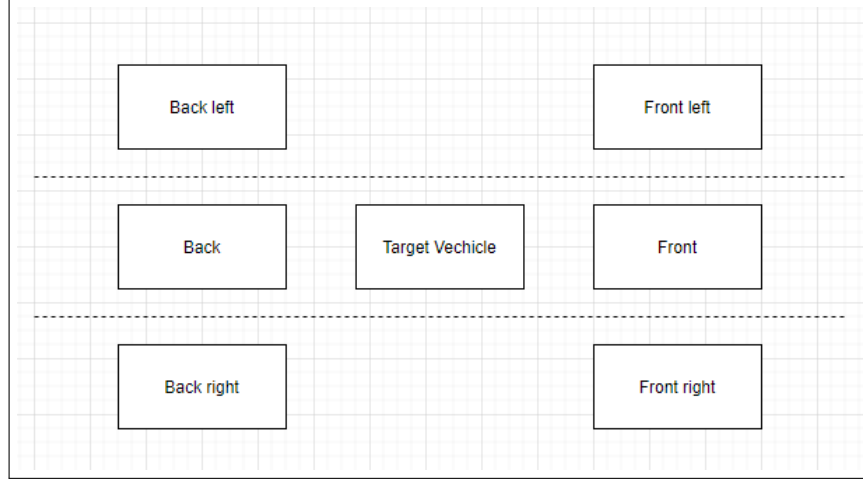 Back left
Front left
Back
Target Vechicle
Front
Back right
Front right